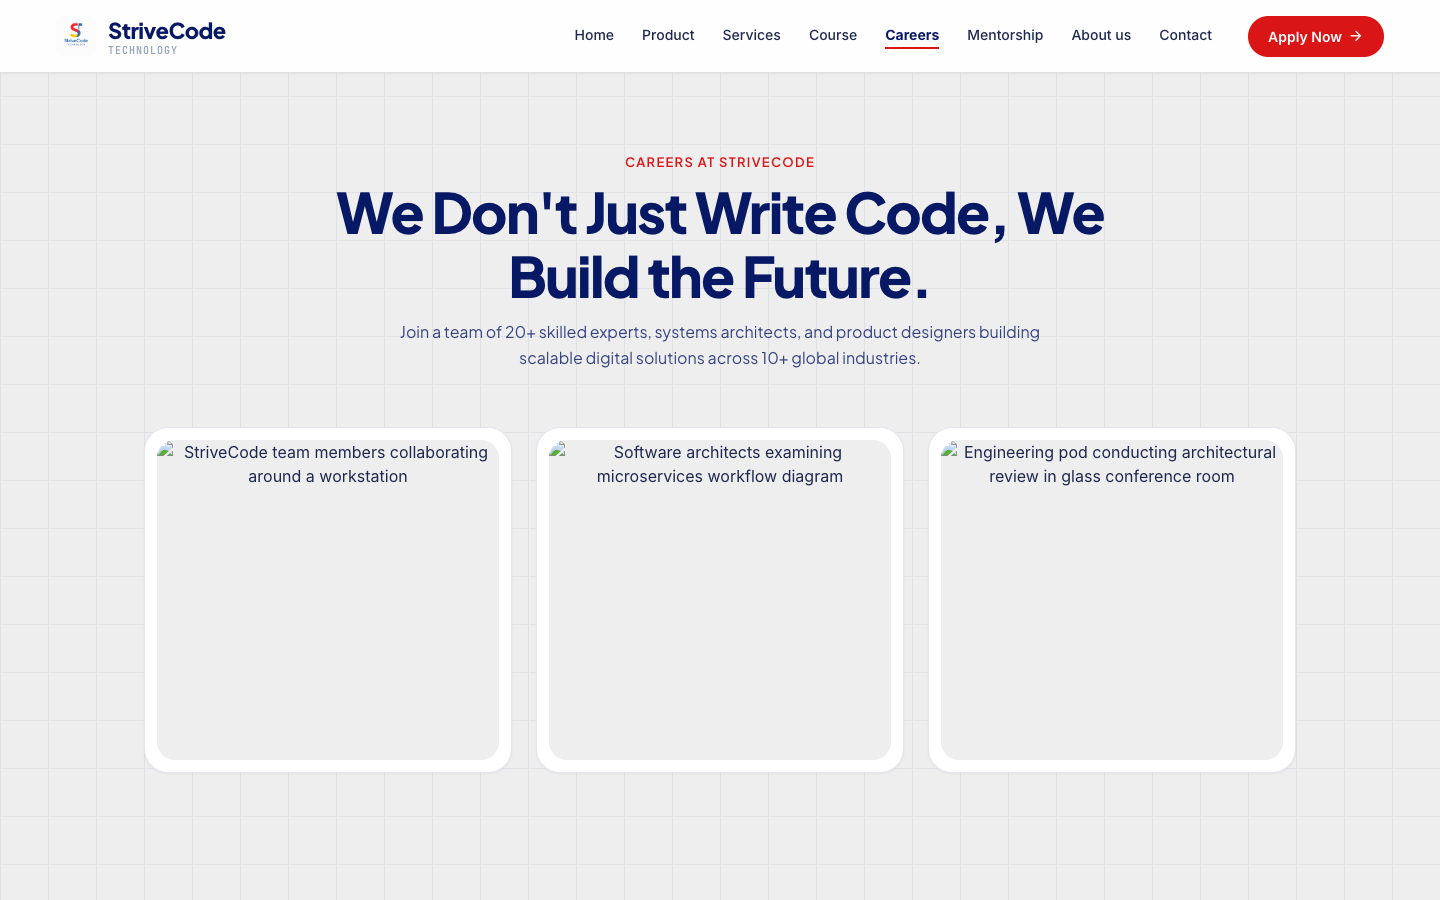 StriveCode
TECHNOLOGY
Home Product Services Course Careers Mentorship About us Contact Apply Now →
CAREERS AT STRIVECODE
We Don't Just Write Code, We
Build the Future.
Join a team of 20+ skilled experts, systems architects, and product designers building
scalable digital solutions across 10+ global industries.
StriveCode team members collaborating
around a workstation
Software architects examining
microservices workflow diagram
Engineering pod conducting architectural
review in glass conference room